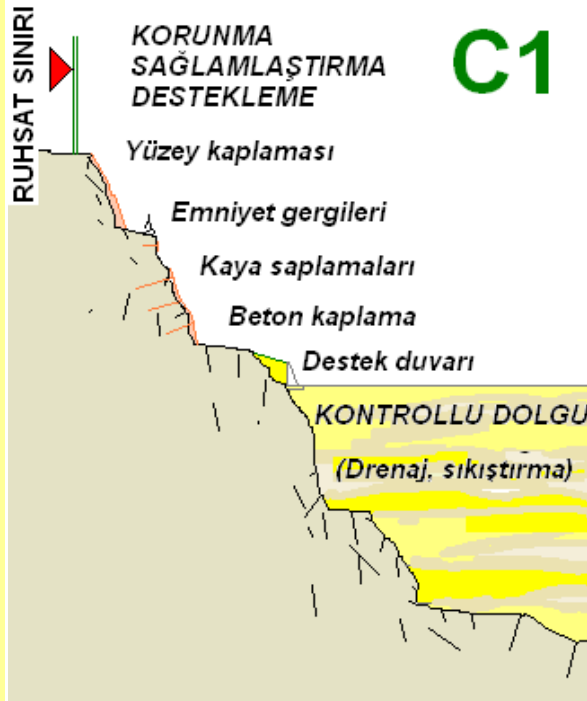 RUHSAT SINIRI
KORUNMA
SAĞLAMLAŞTIRMA
DESTEKLEME
C1
Yüzey kaplaması
Emniyet gergileri
Kaya saplamaları
Beton kaplama
Destek duvarı
KONTROLLU DOLGU
(Drenaj, sıkıştırma)